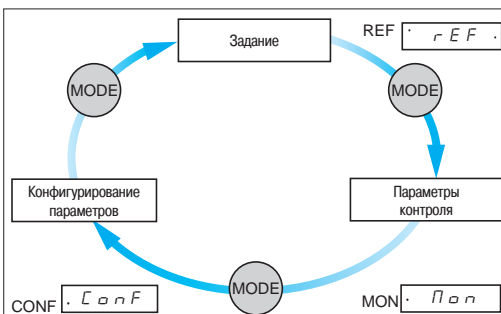 Задание
REF
rEF
MODE
MODE
Конфигурирование
параметров
Параметры
контроля
MODE
CONF
ConF
MON
Mon